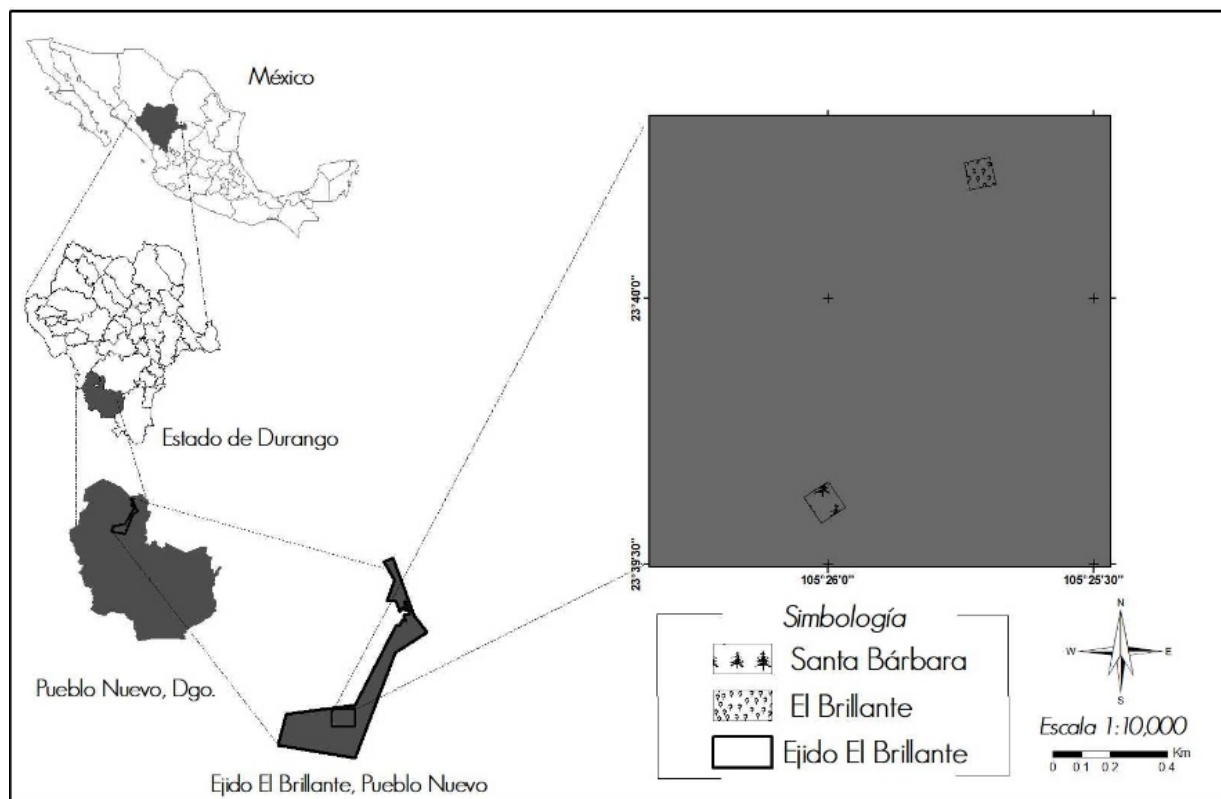 México
Estado de Durango
Pueblo Nuevo, Dgo.
Ejido El Brillante, Pueblo Nuevo
23°40'0"
23°39'30"
105°26'0"
105°25'30"
Simbología
Santa Bárbara
El Brillante
Ejido El Brillante
N
W
E
S
Escala 1:10,000
Km
0 0.1 0.2 0.4